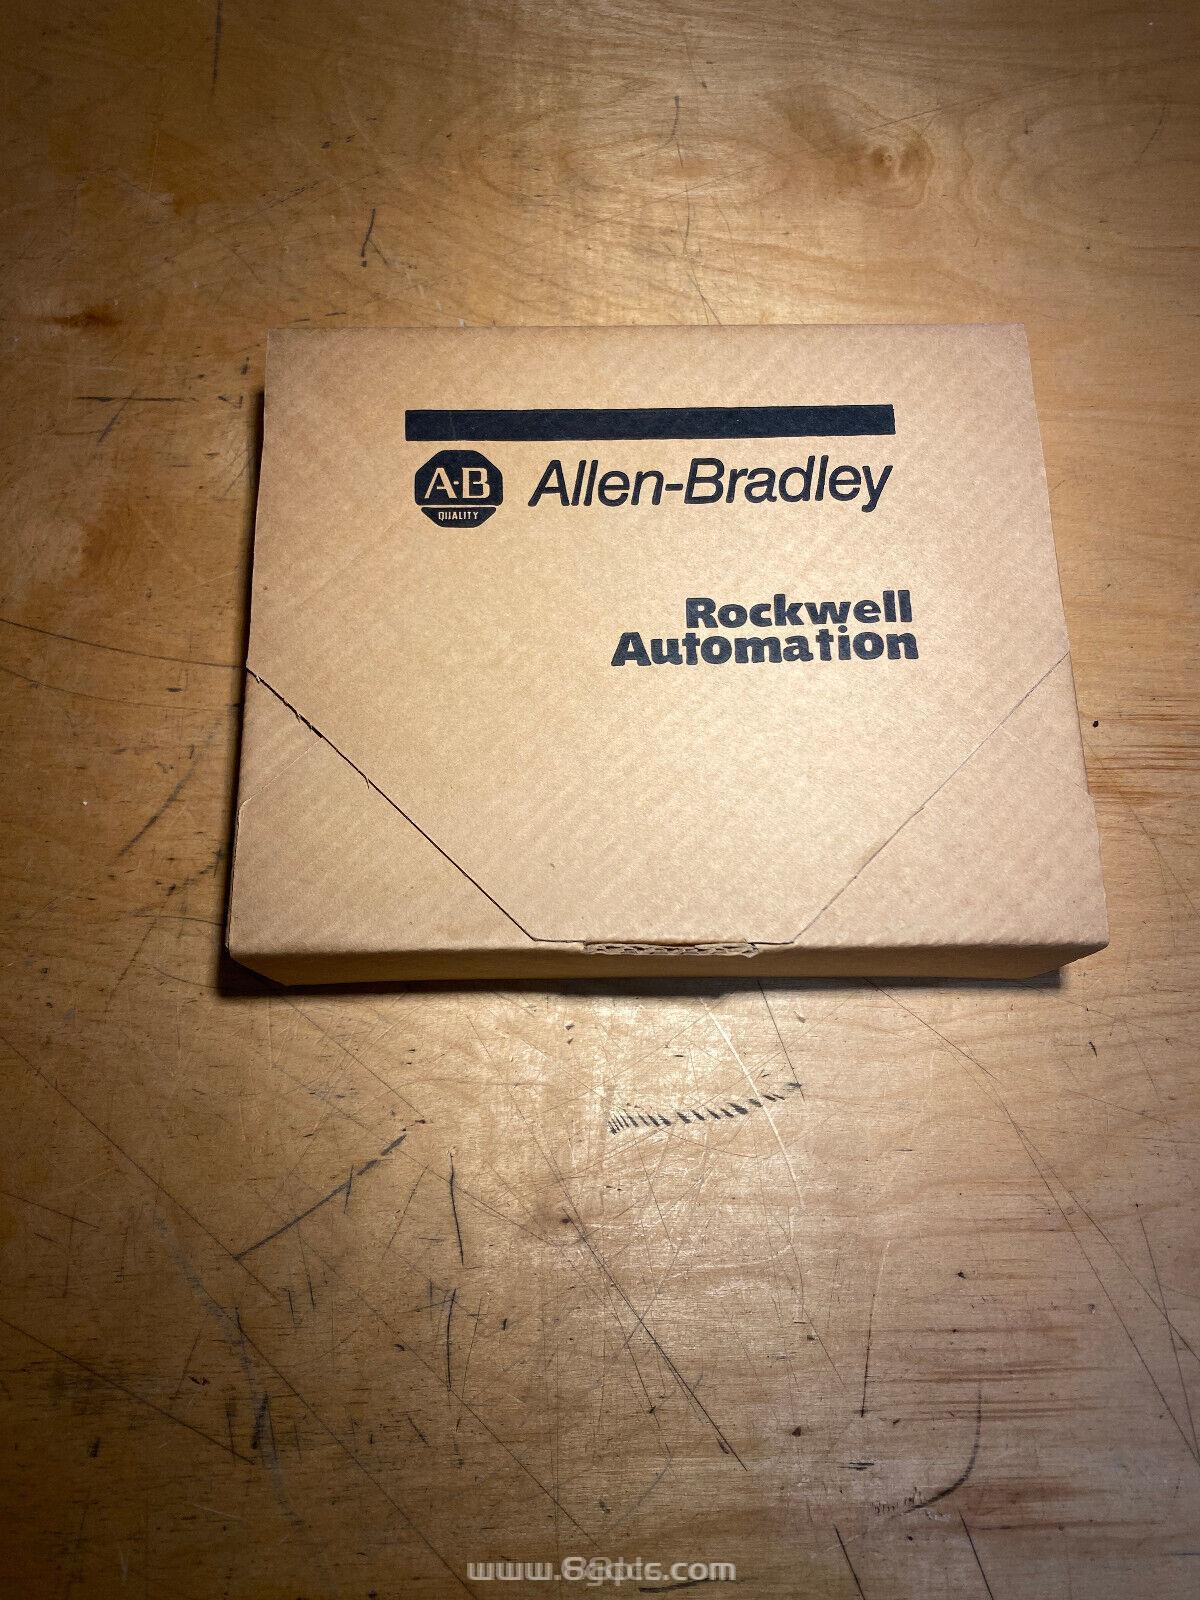 A·B
QUALITY
Allen-Bradley
Rockwell
Automation